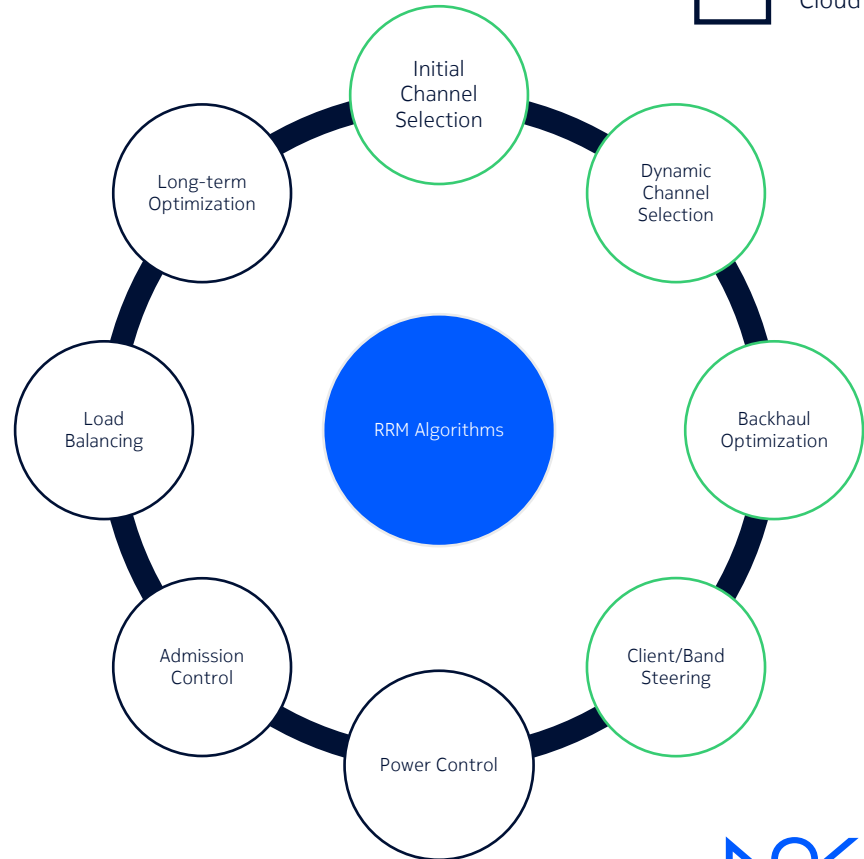 Cloud
Initial
Channel
Selection
Dynamic
Channel
Selection
Long-term
Optimization
Load
Balancing
RRM Algorithms
Backhaul
Optimization
Admission
Control
Client/Band
Steering
Power Control